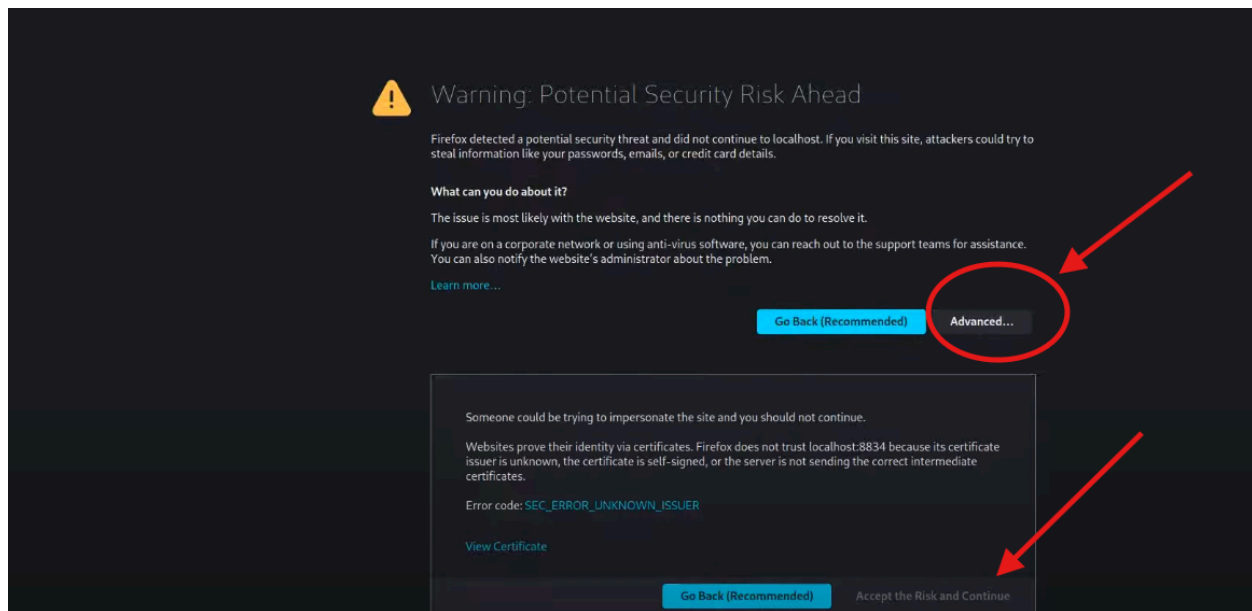 Warning: Potential Security Risk Ahead
Firefox detected a potential security threat and did not continue to localhost. If you visit this site, attackers could try to
steal information like your passwords, emails, or credit card details.
What can you do about it?
The issue is most likely with the website, and there is nothing you can do to resolve it.
If you are on a corporate network or using anti-virus software, you can reach out to the support teams for assistance.
You can also notify the website's administrator about the problem.
Learn more...
Go Back (Recommended) Advanced...
Someone could be trying to impersonate the site and you should not continue.
Websites prove their identity via certificates. Firefox does not trust localhost:8834 because its certificate
issuer is unknown, the certificate is self-signed, or the server is not sending the correct intermediate
certificates.
Error code: SEC_ERROR_UNKNOWN_ISSUER
View Certificate
Go Back (Recommended) Accept the Risk and Continue